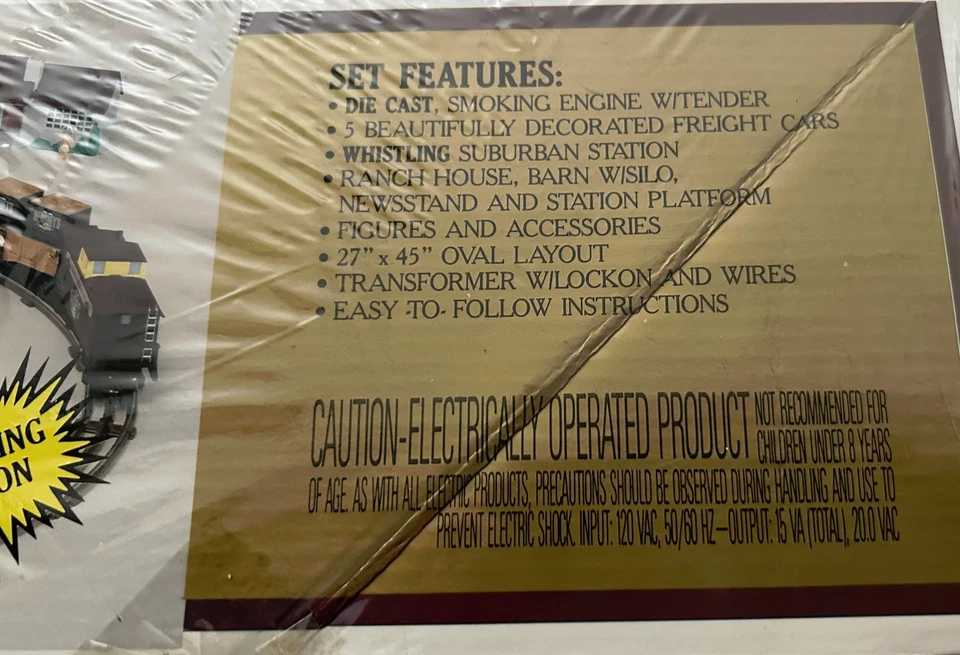 SET FEATURES:
• DIE CAST, SMOKING ENGINE W/TENDER
• 5 BEAUTIFULLY DECORATED FREIGHT CARS
• WHISTLING SUBURBAN STATION
• RANCH HOUSE, BARN W/SILO,
NEWSSTAND AND STATION PLATFORM
• FIGURES AND ACCESSORIES
• 27" x 45" OVAL LAYOUT
• TRANSFORMER W/LOCKON AND WIRES
• EASY -TO- FOLLOW INSTRUCTIONS
CAUTION-ELECTRICALLY OPERATED PRODUCT NOT RECOMMENDED FOR
CHILDREN UNDER 8 YEARS
OF AGE. AS WITH ALL ELECTRIC PRODUCTS, PRECAUTIONS SHOULD BE OBSERVED DURING HANDLING AND USE TO
PREVENT ELECTRIC SHOCK. INPUT: 120 VAC, 50/60 HZ—OUTPUT: 15 VA (TOTAL), 20.0 VAC
ING
ON